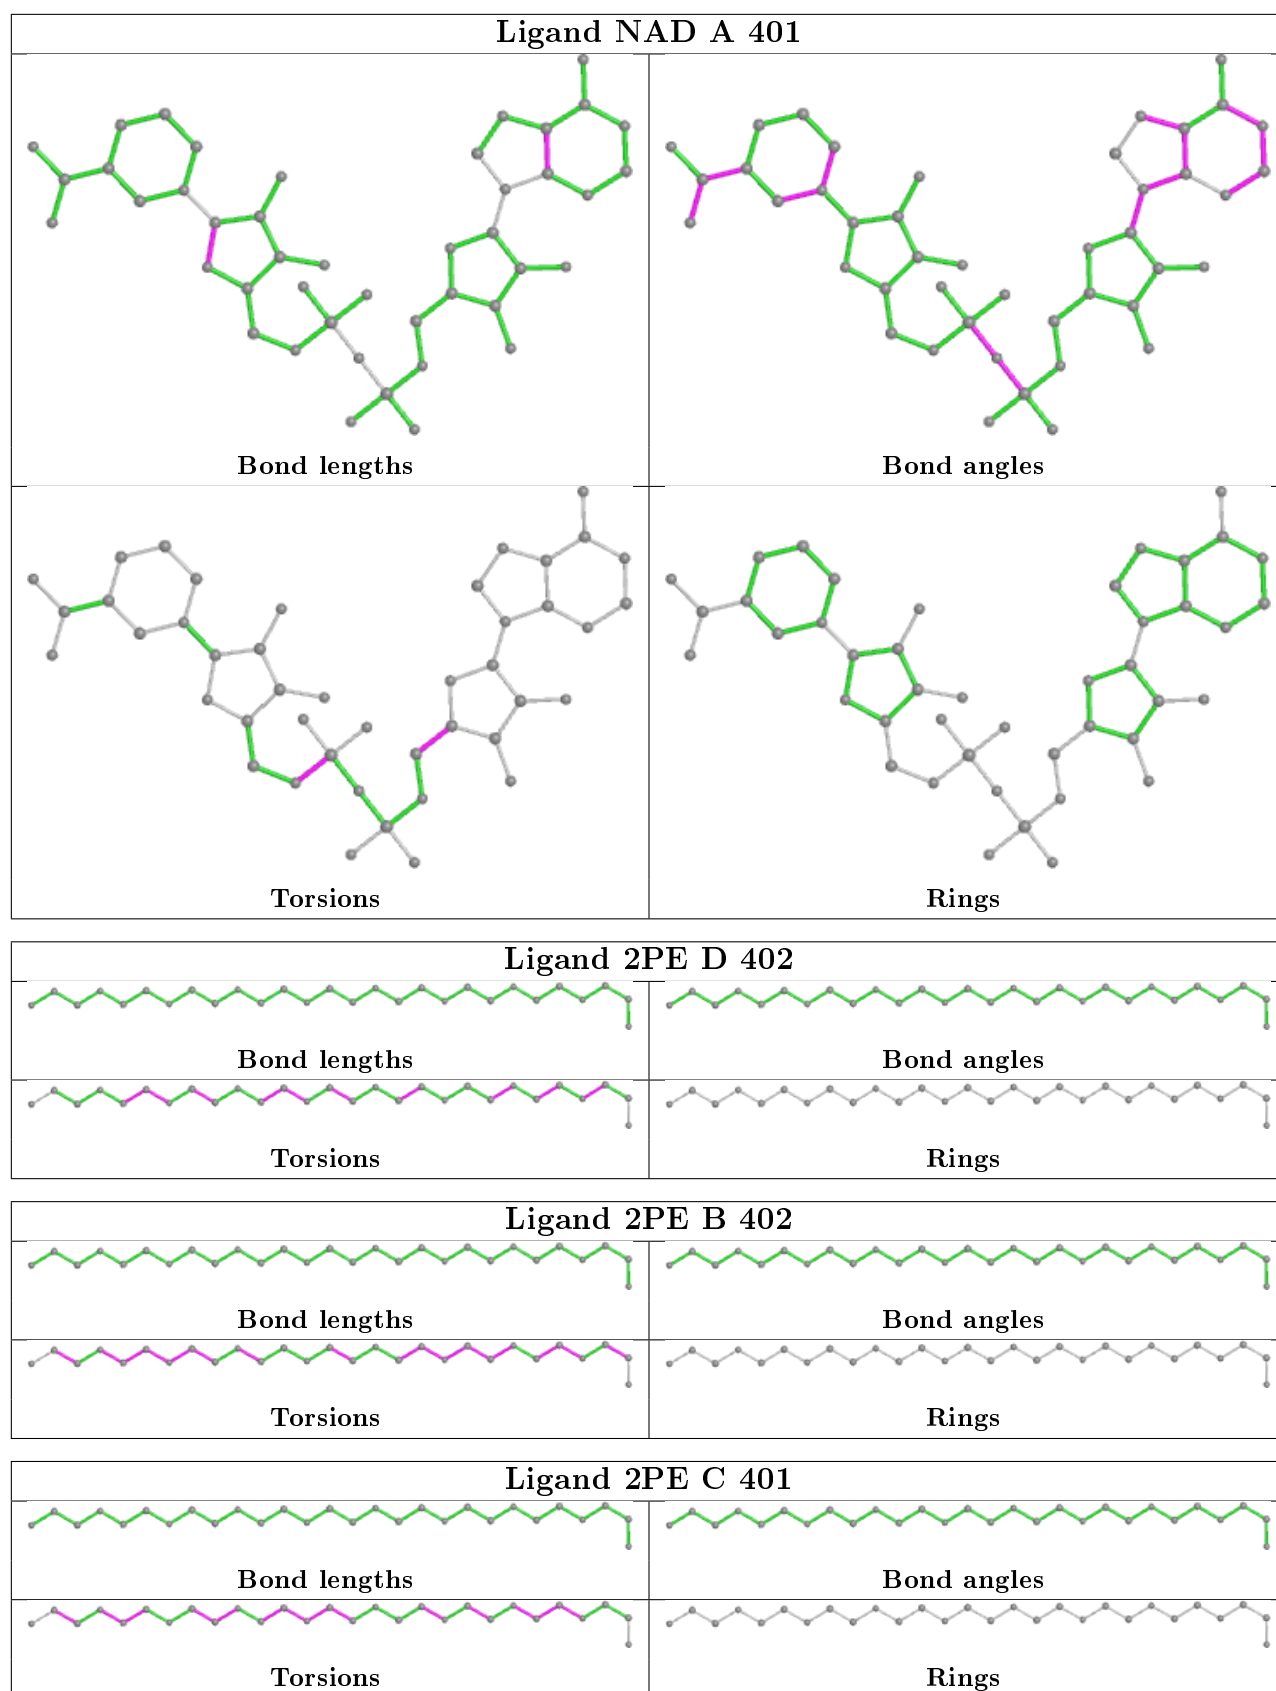 Ligand NAD A 401
Bond lengths Bond angles
Torsions Rings
Ligand 2PE D 402
Bond lengths Bond angles
Torsions Rings
Ligand 2PE B 402
Bond lengths Bond angles
Torsions Rings
Ligand 2PE C 401
Bond lengths Bond angles
Torsions Rings